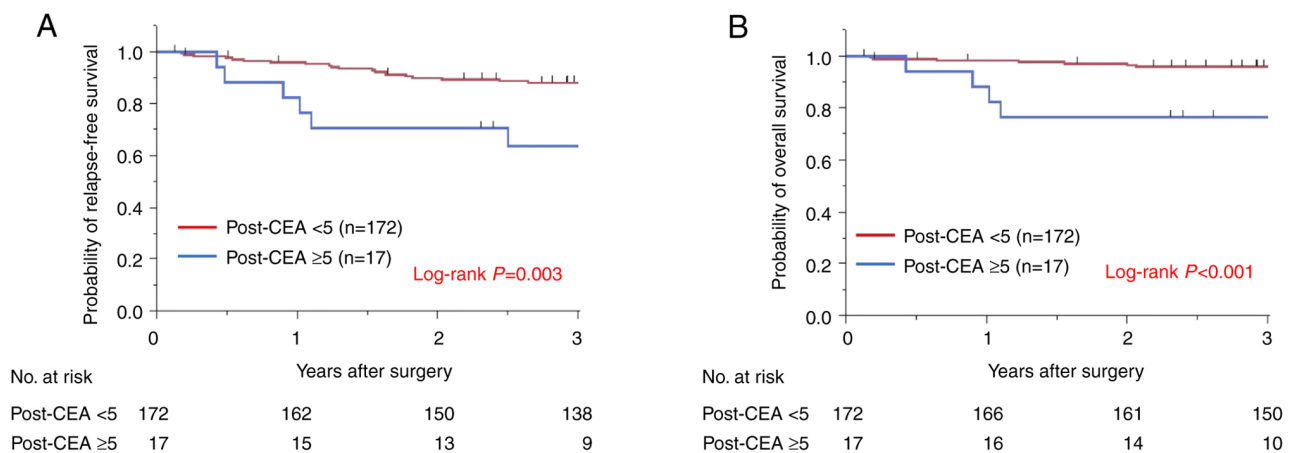 A
Probability of relapse-free survival
1.0
0.8
0.6
0.4
0.2
0.0
Post-CEA <5 (n=172)
Post-CEA ≥5 (n=17)
Log-rank P=0.003
0 1 2 3
Years after surgery
No. at risk
Post-CEA <5 172 162 150 138
Post-CEA ≥5 17 15 13 9
B
Probability of overall survival
1.0
0.8
0.6
0.4
0.2
0.0
Post-CEA <5 (n=172)
Post-CEA ≥5 (n=17)
Log-rank P<0.001
0 1 2 3
Years after surgery
No. at risk
Post-CEA <5 172 166 161 150
Post-CEA ≥5 17 16 14 10